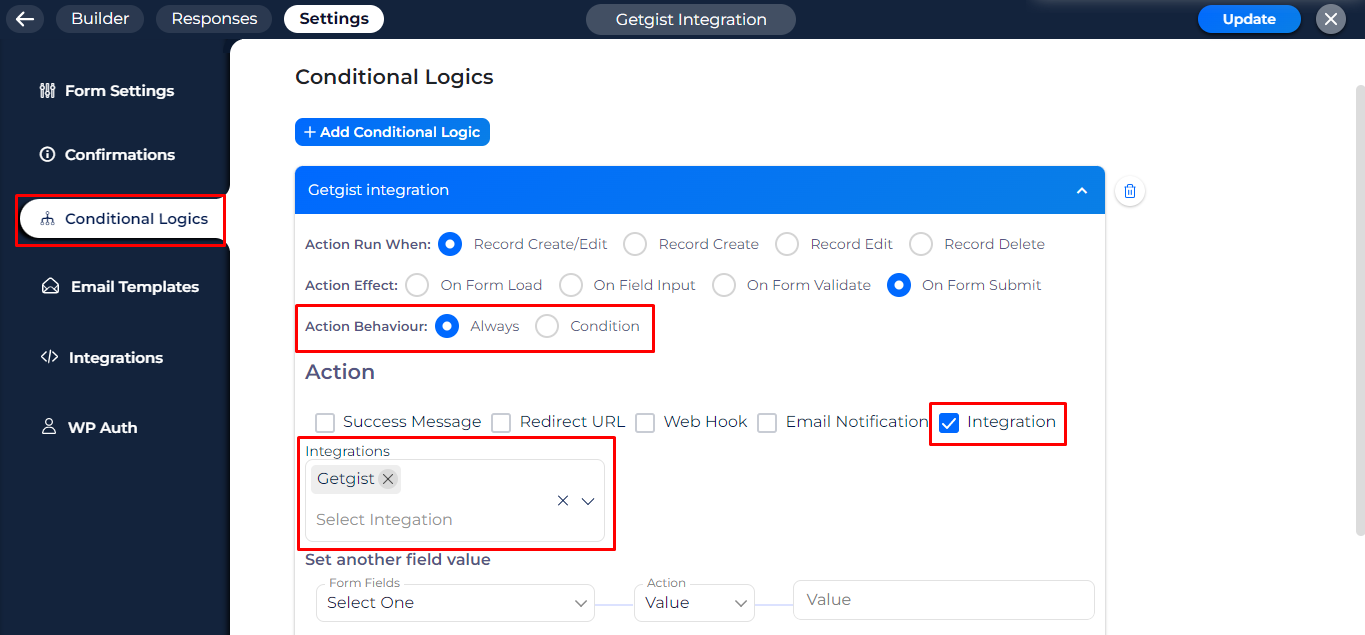 Builder
Responses
Settings
Getgist Integration
Update
Form Settings
Confirmations
Conditional Logics
Email Templates
Integrations
WP Auth
Conditional Logics
+ Add Conditional Logic
Getgist integration
Action Run When: Record Create/Edit Record Create Record Edit Record Delete
Action Effect: On Form Load On Field Input On Form Validate On Form Submit
Action Behaviour: Always Condition
Action
Success Message Redirect URL Web Hook Email Notification Integration
Integrations
Getgist
Select Integation
Set another field value
Form Fields Action
Select One Value Value